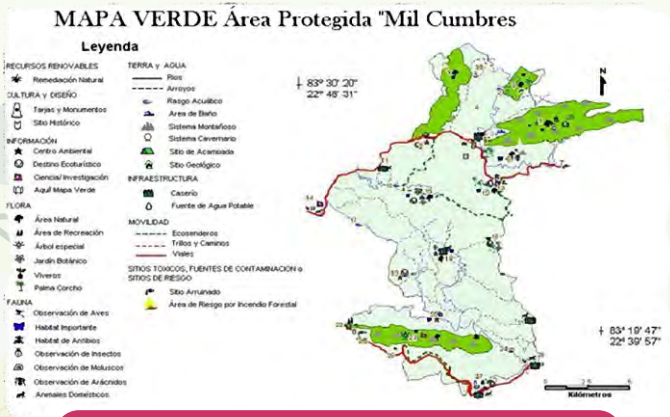 MAPA VERDE Área Protegida "Mil Cumbres
Leyenda
RECURSOS RENOVABLES
Remediación Natural
CULTURA y DISEÑO
Tarjas y Monumentos
Sitio Histórico
INFORMACIÓN
Centro Ambiental
Destino Ecoturístico
Ciencia/ Investigación
Aquí! Mapa Verde
FLORA
Área Natural
Área de Recreación
Árbol especial
Jardín Botánico
Viveros
Palma Corcho
FAUNA
Observación de Aves
Habitat Importante
Habitat de Anfibios
Observación de Insectos
Observación de Moluscos
Observación de Arácnidos
Animales Domésticos
TIERRA y AGUA
Ríos
Arroyos
Rasgo Acuático
Area de Baño
Sistema Montañoso
Sistema Cavernario
Sitio de Acampada
Sitio Geológico
INFRAESTRUCTURA
Caserío
Fuente de Agua Potable
MOVILIDAD
Ecosenderos
Trillos y Caminos
Viales
SITIOS TOXICOS, FUENTES DE CONTAMINACION o
SITIOS DE RIESGO
Sitio Arruinado
Área de Riesgo por Incendio Forestal
83º 30' 20"
22º 48' 31"
N
83º 19' 47"
22º 39' 57"
Kilómetros